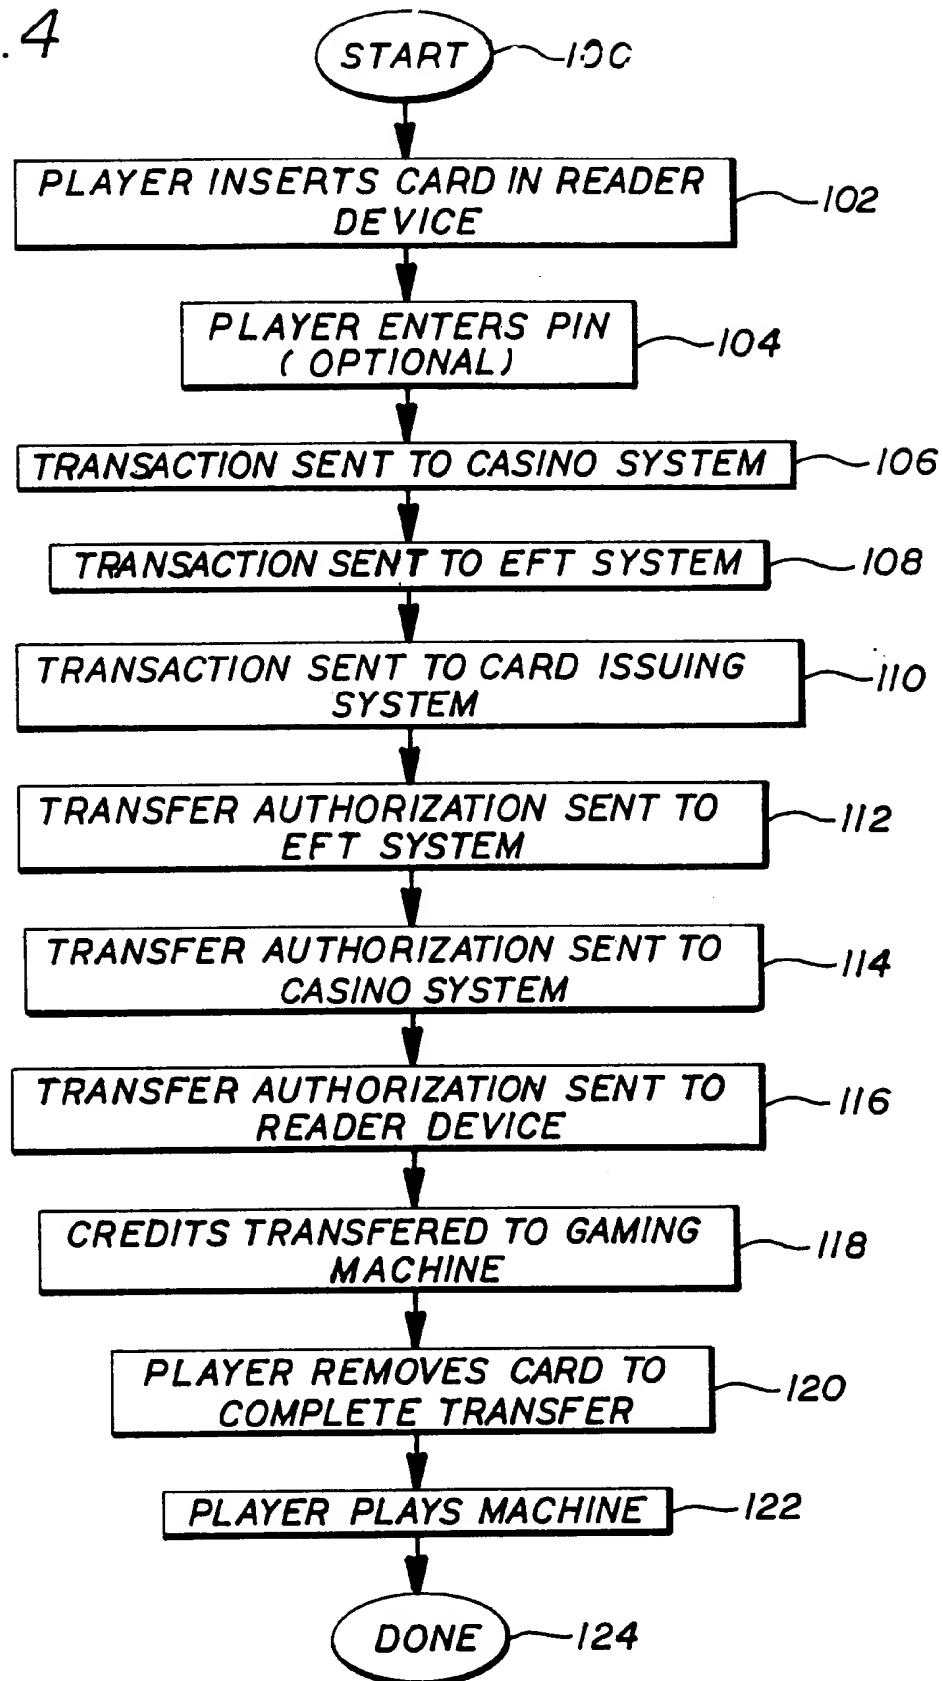 .4
START
100
PLAYER INSERTS CARD IN READER
DEVICE
102
PLAYER ENTERS PIN
(OPTIONAL)
104
TRANSACTION SENT TO CASINO SYSTEM
106
TRANSACTION SENT TO EFT SYSTEM
108
TRANSACTION SENT TO CARD ISSUING
SYSTEM
110
TRANSFER AUTHORIZATION SENT TO
EFT SYSTEM
112
TRANSFER AUTHORIZATION SENT TO
CASINO SYSTEM
114
TRANSFER AUTHORIZATION SENT TO
READER DEVICE
116
CREDITS TRANSFERED TO GAMING
MACHINE
118
PLAYER REMOVES CARD TO
COMPLETE TRANSFER
120
PLAYER PLAYS MACHINE
122
DONE
124